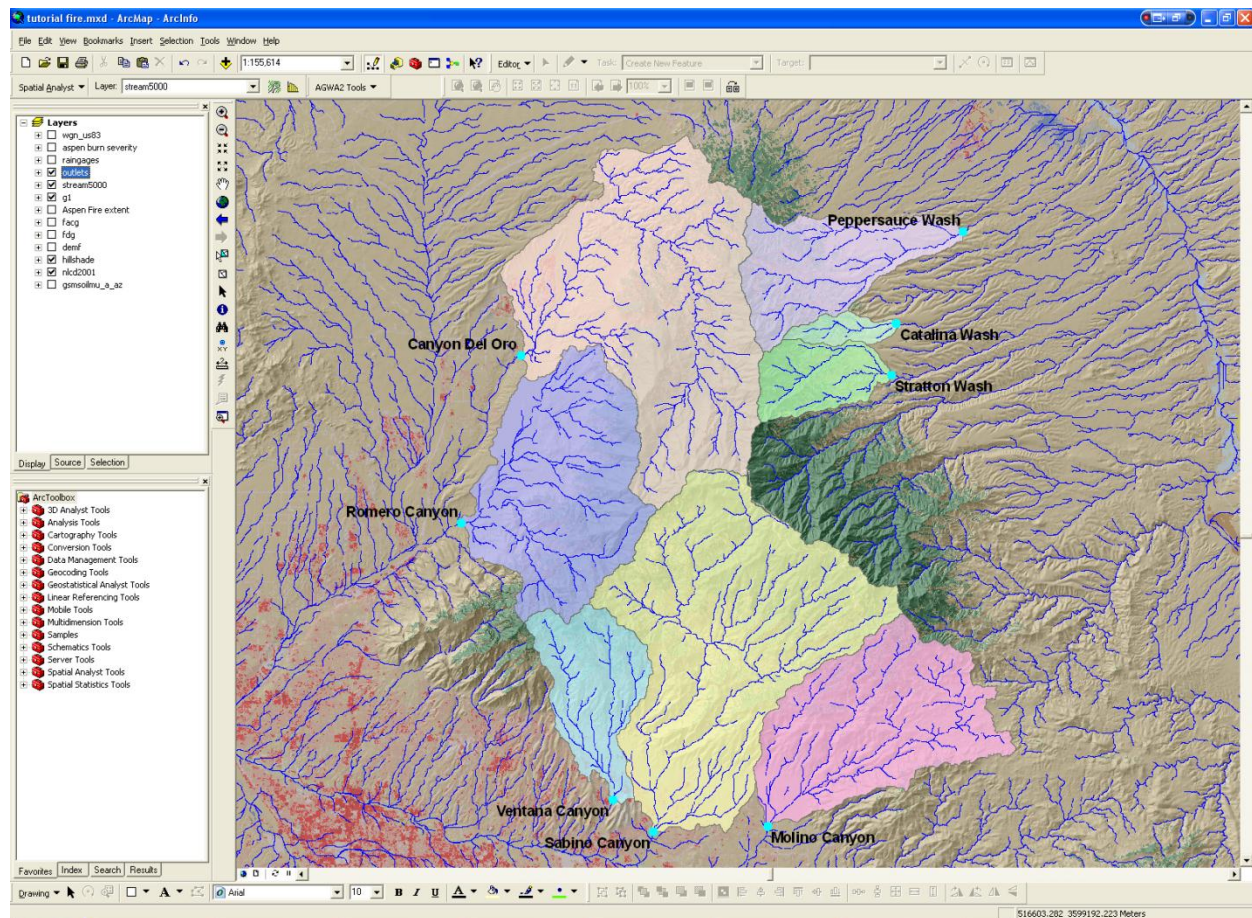 tutorial fire.mxd - ArcMap - ArcInfo
File Edit View Bookmarks Insert Selection Tools Window Help
1:155,614
Editor
Task: Create New Feature
Target:
Spatial Analyst
Layer: stream5000
AGWA2 Tools
100%
Layers
wgn_us83
aspen burn severity
raingages
outlets
stream5000
g1
Aspen Fire extent
facg
fdg
demf
hillshade
nlcd2001
gsmsoilmu_a_az
Display Source Selection
ArcToolbox
3D Analyst Tools
Analysis Tools
Cartography Tools
Conversion Tools
Data Management Tools
Geocoding Tools
Geostatistical Analyst Tools
Linear Referencing Tools
Mobile Tools
Multidimension Tools
Samples
Schematics Tools
Server Tools
Spatial Analyst Tools
Spatial Statistics Tools
Favorites Index Search Results
Peppersauce Wash
Catalina Wash
Canyon Del Oro
Stratton Wash
Romero Canyon
Ventana Canyon
Sabino Canyon
Molino Canyon
Drawing
A
Arial
10
B I U A
516603.282 3599192.223 Meters